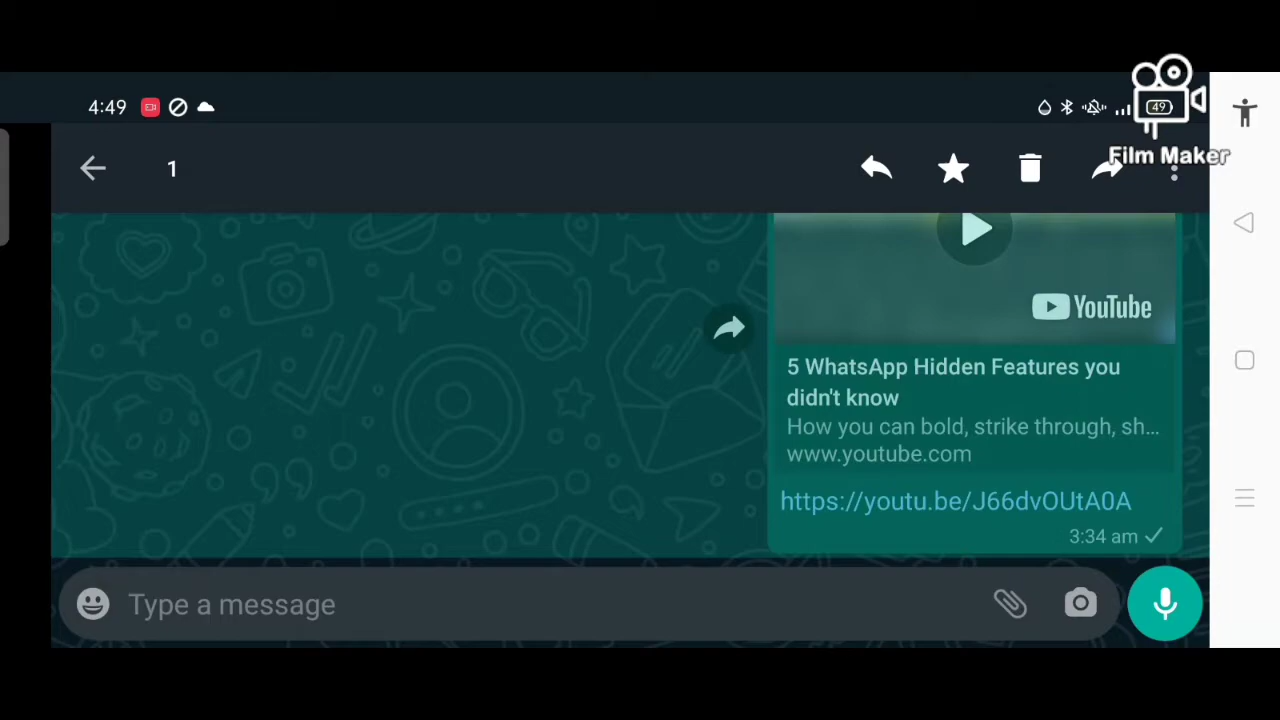 4:49
49
Film Maker
1
YouTube
5 WhatsApp Hidden Features you
didn't know
How you can bold, strike through, sh...
www.youtube.com
https://youtu.be/J66dvOUtA0A
3:34 am
Type a message